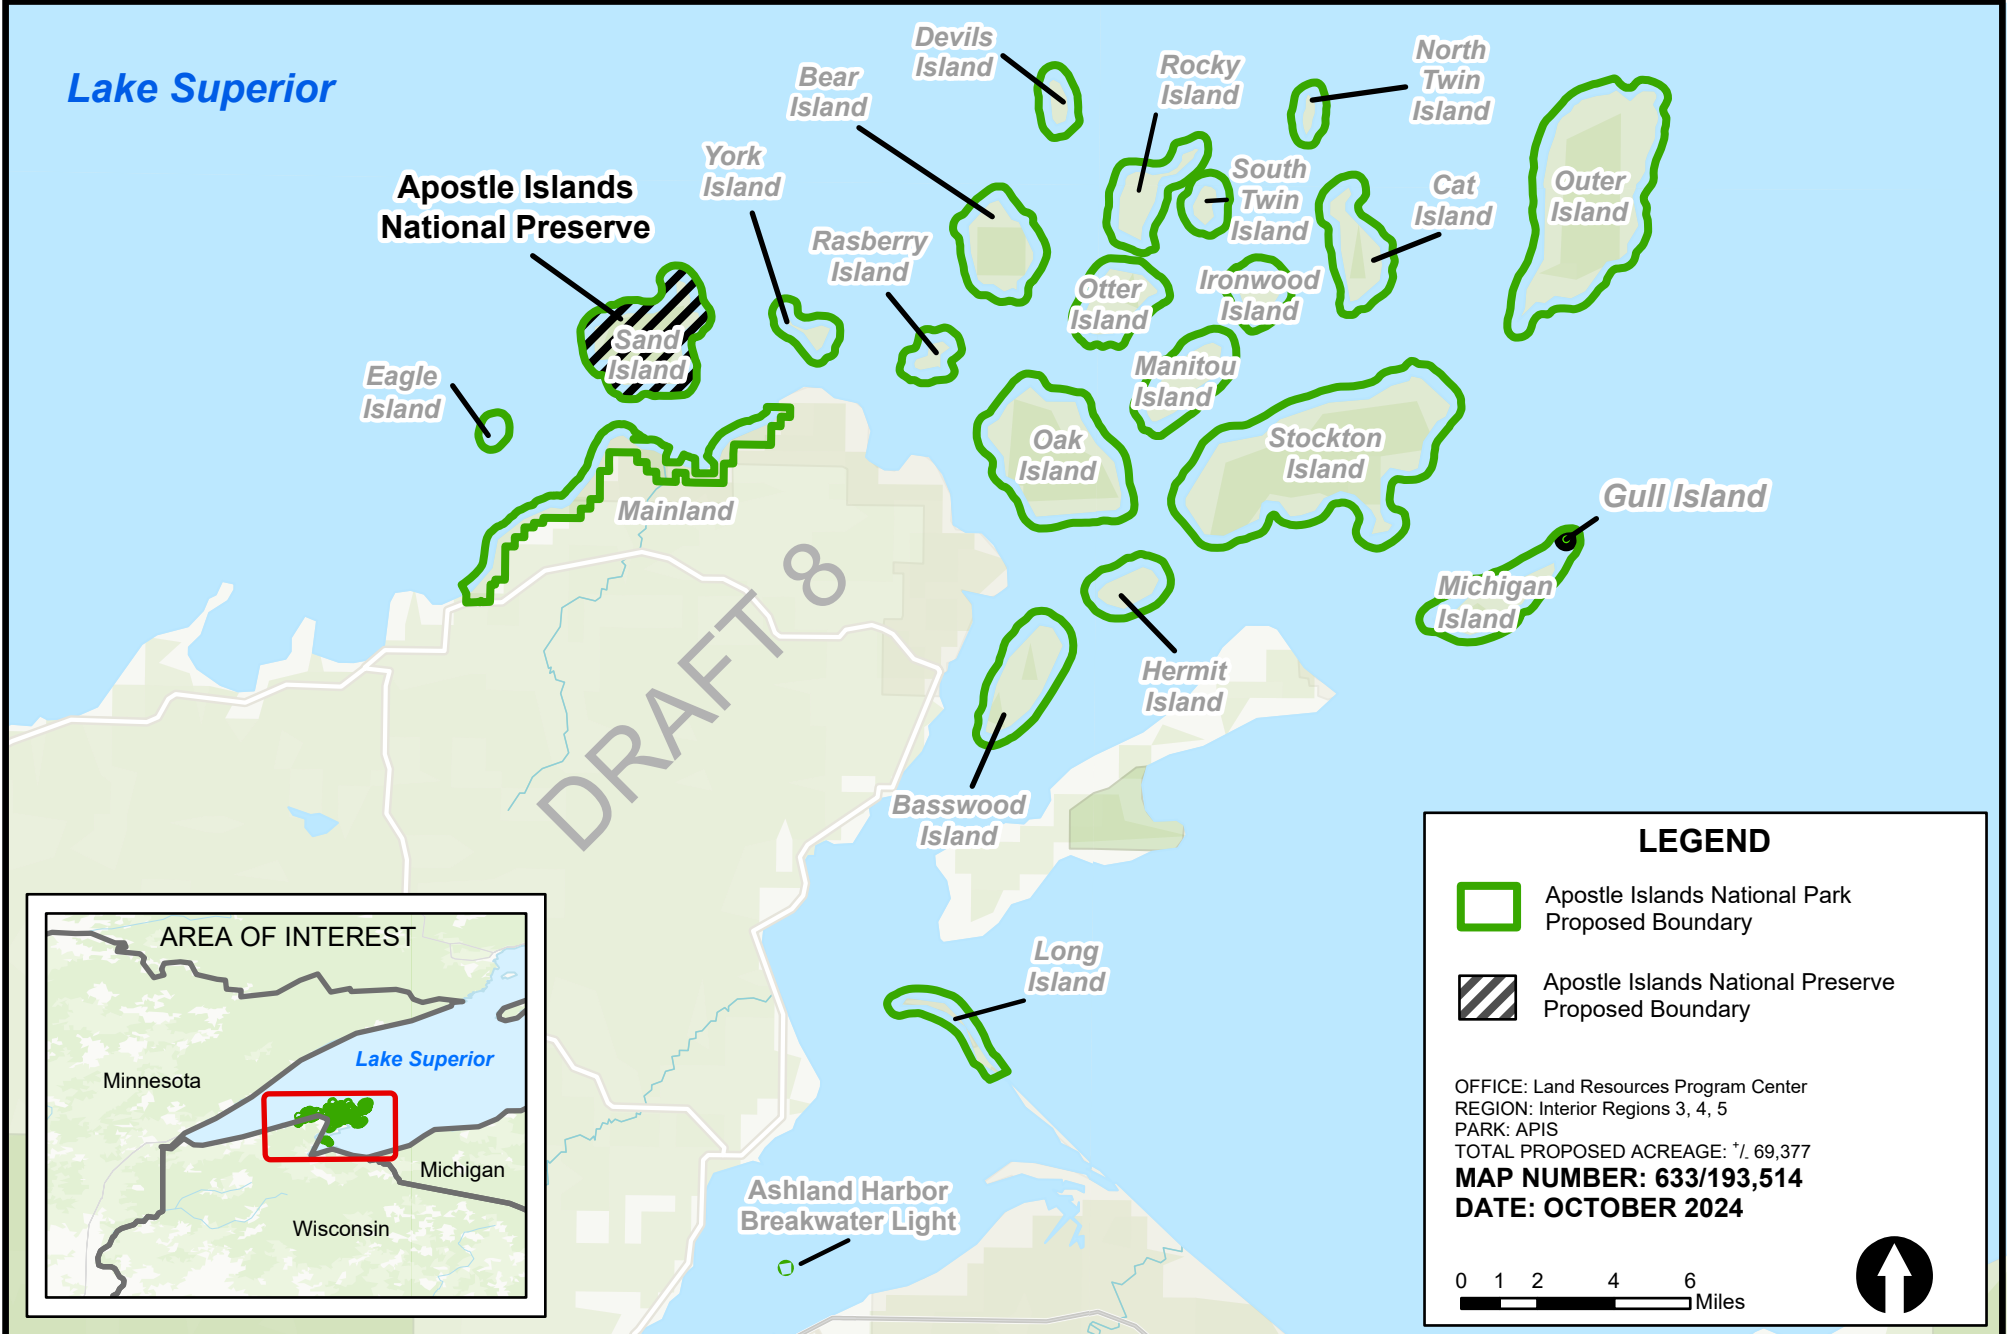 Lake Superior
Devils
Island
Bear
Island
Rocky
Island
North
Twin
Island
York
Island
Apostle Islands
National Preserve
South
Twin
Island
Cat
Island
Outer
Island
Rasberry
Island
Otter
Island
Ironwood
Island
Sand
Island
Eagle
Island
Manitou
Island
Oak
Island
Stockton
Island
Mainland
Gull Island
Michigan
Island
DRAFT 8
Hermit
Island
Basswood
Island
Long
Island
Ashland Harbor
Breakwater Light
AREA OF INTEREST
Lake Superior
Minnesota
Michigan
Wisconsin
LEGEND
Apostle Islands National Park
Proposed Boundary
Apostle Islands National Preserve
Proposed Boundary
OFFICE: Land Resources Program Center
REGION: Interior Regions 3, 4, 5
PARK: APIS
TOTAL PROPOSED ACREAGE: +/- 69,377
MAP NUMBER: 633/193,514
DATE: OCTOBER 2024
0 1 2 4 6
Miles